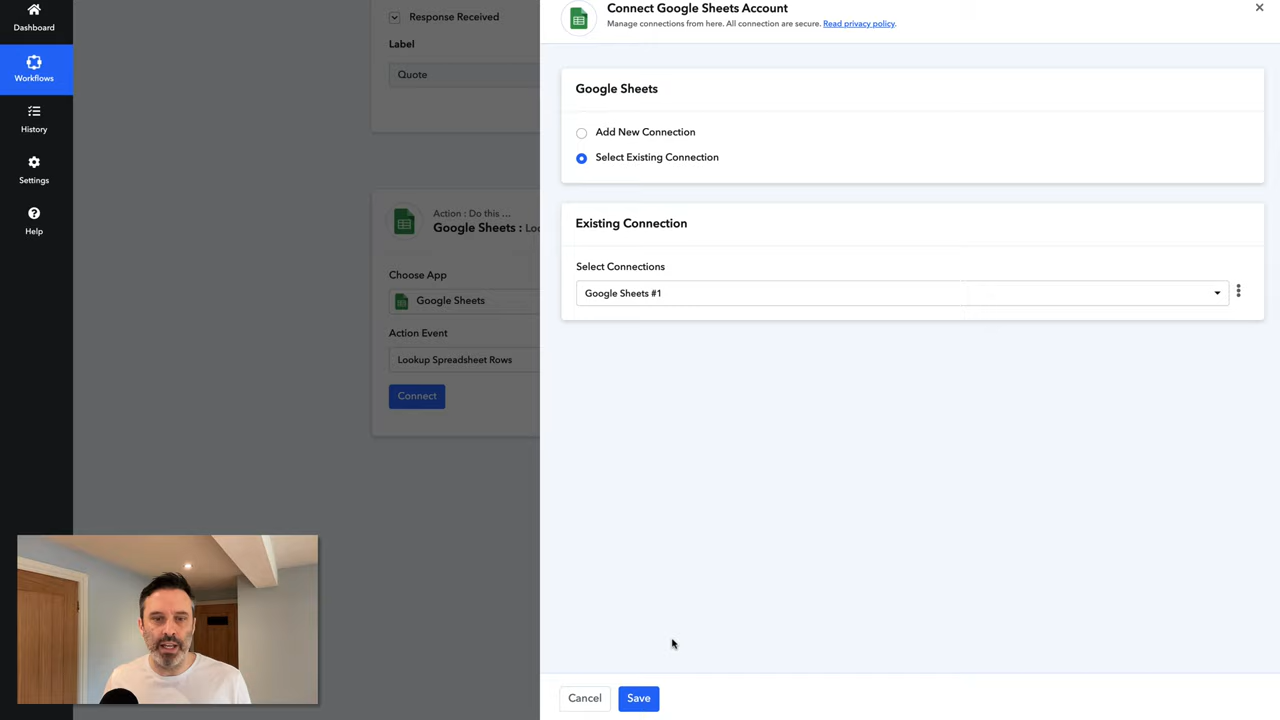 Dashboard
Workflows
History
Settings
Help
Response Received
Label
Quote
Action : Do this ...
Google Sheets : Loo
Choose App
Google Sheets
Action Event
Lookup Spreadsheet Rows
Connect
Connect Google Sheets Account
Manage connections from here. All connection are secure. Read privacy policy.
Google Sheets
Add New Connection
Select Existing Connection
Existing Connection
Select Connections
Google Sheets #1
Cancel
Save